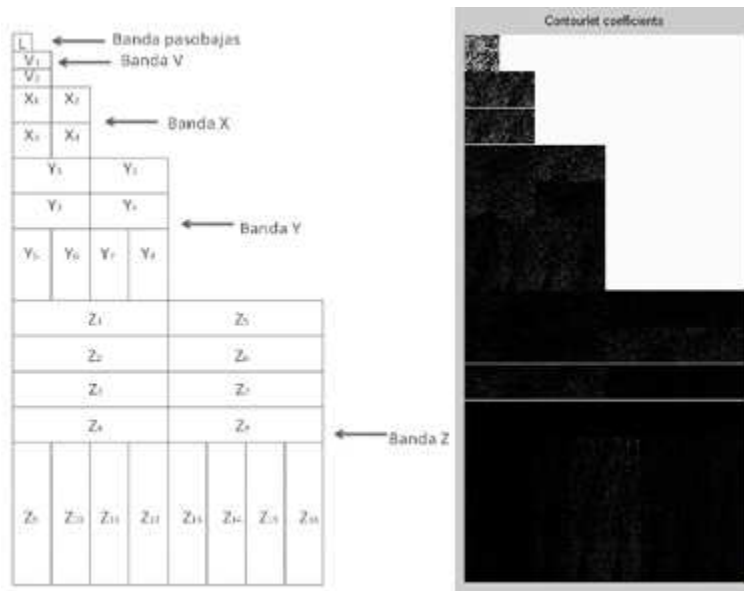 L Banda pasobajas
V₁ Banda V
V₂
X₁ X₂
Banda X
X₃ X₄
Y₁ Y₂
Y₃ Y₄
Banda Y
Y₅ Y₆ Y₇ Y₈
Z₁ Z₅
Z₂ Z₆
Z₃ Z₇
Z₄
Banda Z
Z₉ Z₁₀ Z₁₁ Z₁₂ Z₁₃ Z₁₄ Z₁₅ Z₁₆
Contourlet coefficients